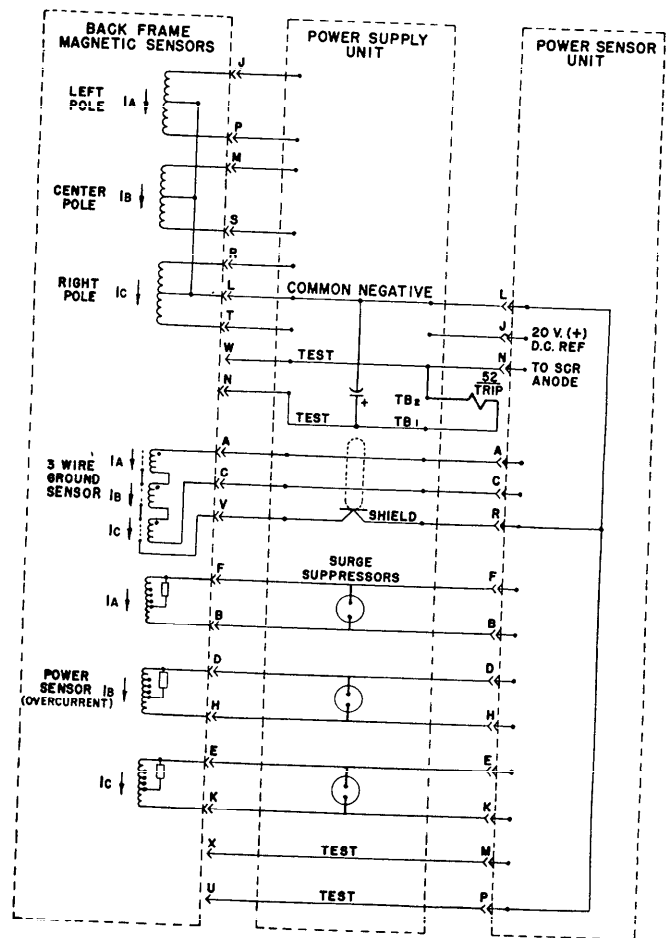 BACK FRAME
MAGNETIC SENSORS
POWER SUPPLY
UNIT
POWER SENSOR
UNIT
LEFT
POLE
IA
J
P
CENTER
POLE
IB
M
S
RIGHT
POLE
IC
R
L
COMMON NEGATIVE
L
T
J
20 V. (+)
D.C. REF
W
TEST
N
TO SCR
ANODE
52
TRIP
N
+
TB2
TEST
TB1
3 WIRE
GROUND
SENSOR
IA
A
A
IB
C
C
IC
V
SHIELD
R
SURGE
SUPPRESSORS
IA
F
F
B
B
POWER
SENSOR
(OVERCURRENT)
IB
D
D
H
H
IC
E
E
K
K
X
TEST
M
U
TEST
P